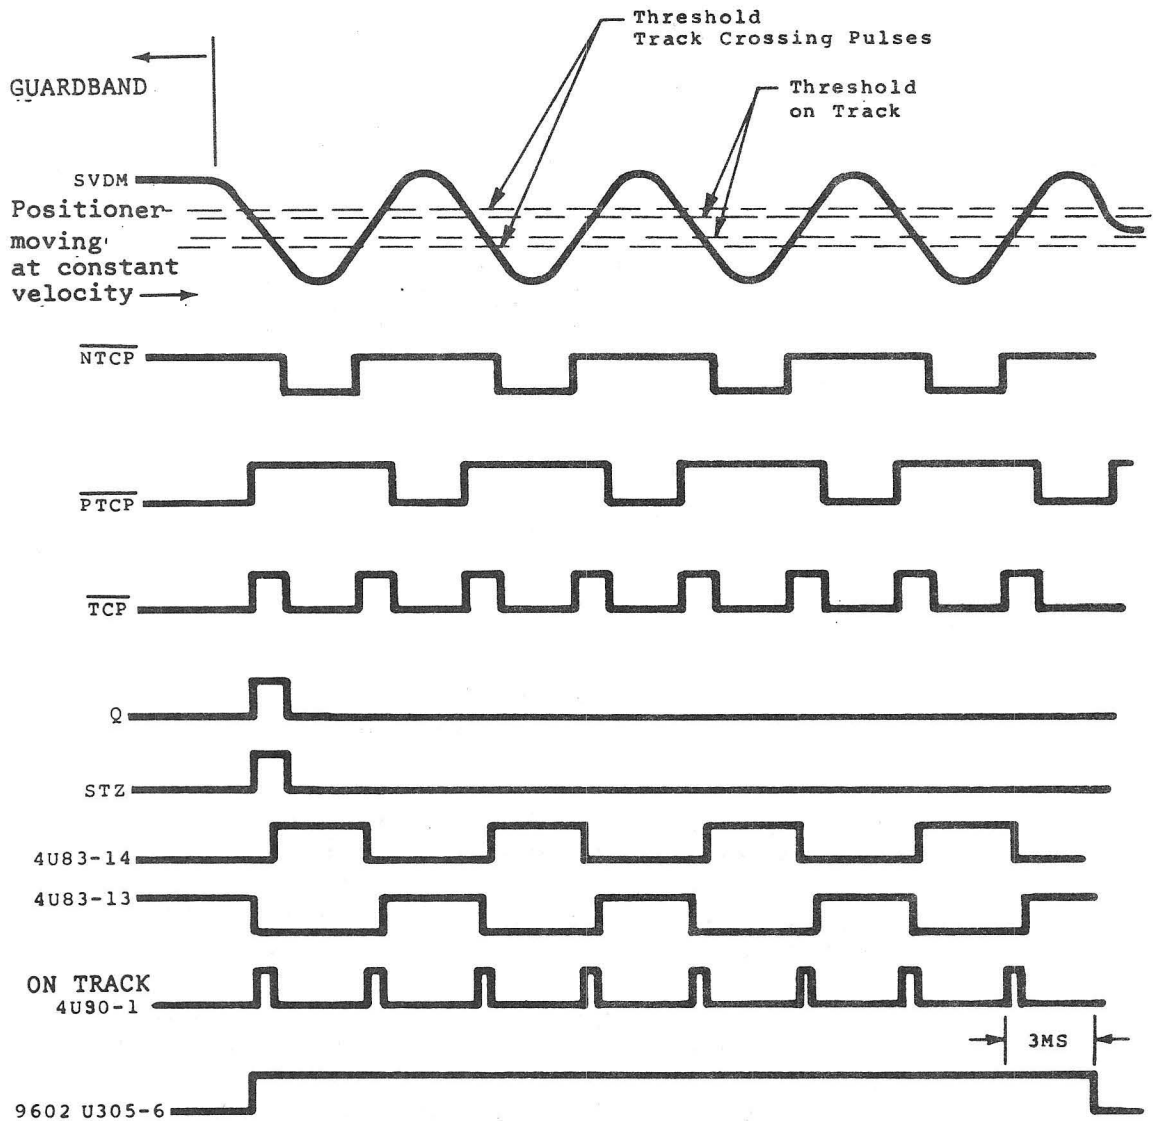 Threshold
Track Crossing Pulses
GUARDBAND
Threshold
on Track
SVDM
Positioner
moving
at constant
velocity
NTCP
PTCP
TCP
Q
STZ
4U83-14
4U83-13
ON TRACK
4U90-1
3MS
9602 U305-6